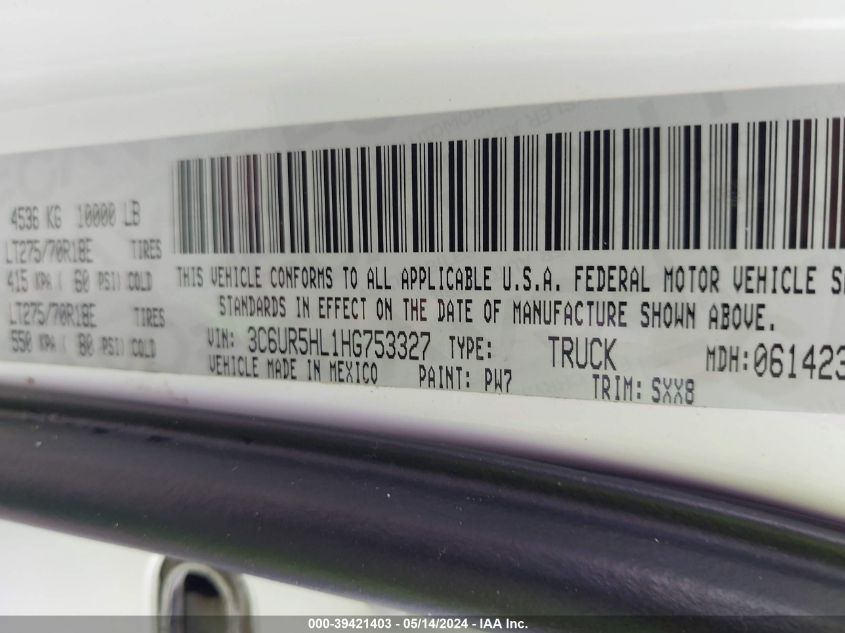 4536 KG 10000 LB
LT275/70R18E TIRES
415 KPA ( 60 PSI) COLD
LT275/70R18E TIRES
550 KPA ( 80 PSI) COLD
THIS VEHICLE CONFORMS TO ALL APPLICABLE U.S.A. FEDERAL MOTOR VEHICLE SA
STANDARDS IN EFFECT ON THE DATE OF MANUFACTURE SHOWN ABOVE.
VIN: 3C6UR5HL1HG753327 TYPE: TRUCK MDH:061423
VEHICLE MADE IN MEXICO PAINT: PW7 TRIM: SXX8
000-39421403 - 05/14/2024 - IAA Inc.